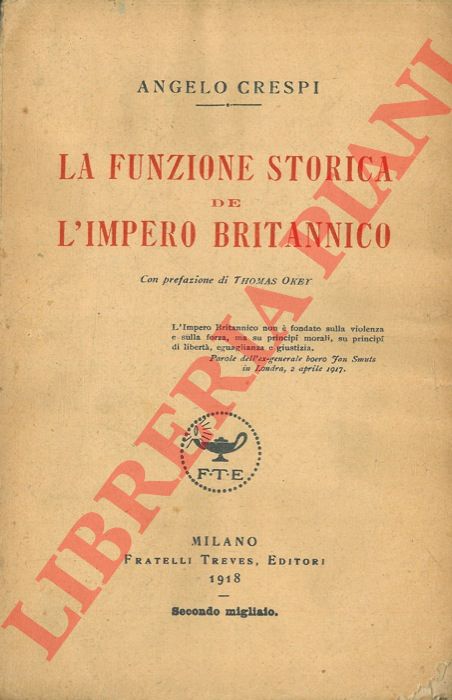 ANGELO CRESPI
LA FUNZIONE STORICA
DE
L'IMPERO BRITANNICO
Con prefazione di THOMAS OKEY
L'Impero Britannico non è fondato sulla violenza
e sulla forza, ma su principî morali, su principî
di libertà, eguaglianza e giustizia.
Parole dell'ex-generale boero Jan Smuts
in Londra, 2 aprile 1917.
F·T·E
MILANO
FRATELLI TREVES, EDITORI
1918
Secondo migliaio.
LIBRERIA PIANI